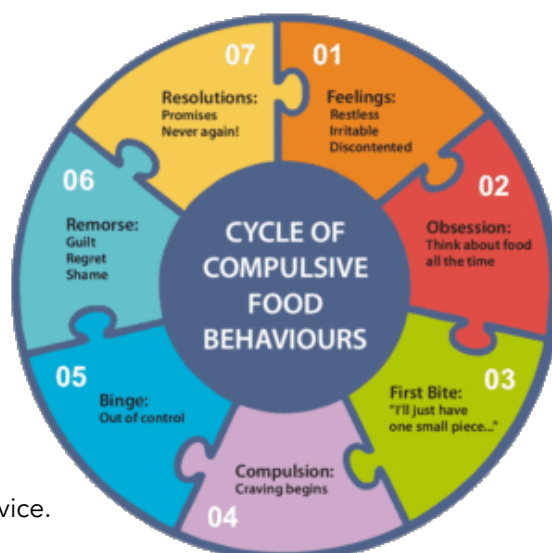 CYCLE OF
COMPULSIVE
FOOD
BEHAVIOURS
01
Feelings:
Restless
Irritable
Discontented
02
Obsession:
Think about food
all the time
03
First Bite:
"I'll just have
one small piece..."
04
Compulsion:
Craving begins
05
Binge:
Out of control
06
Remorse:
Guilt
Regret
Shame
07
Resolutions:
Promises
Never again!
vice.